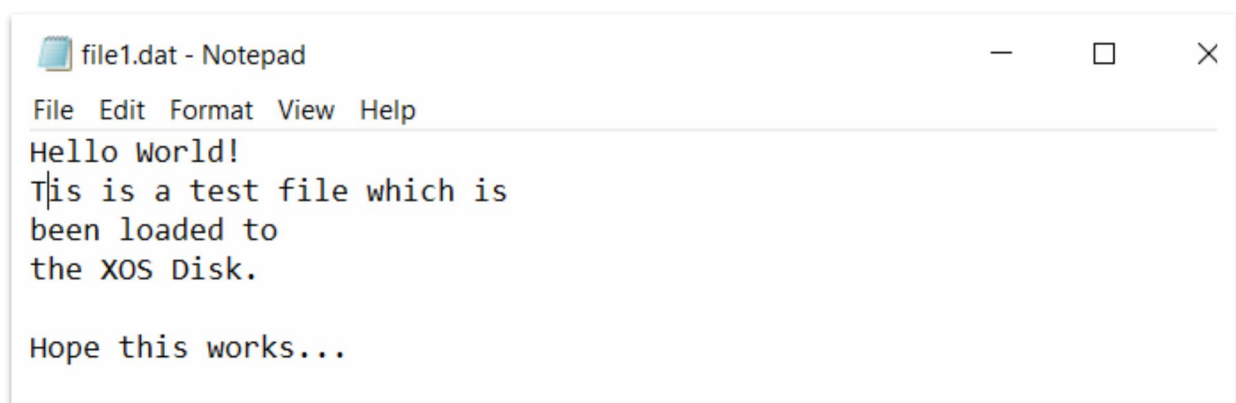 file1.dat - Notepad
File Edit Format View Help
Hello World!
Tis is a test file which is
been loaded to
the XOS Disk.
Hope this works...